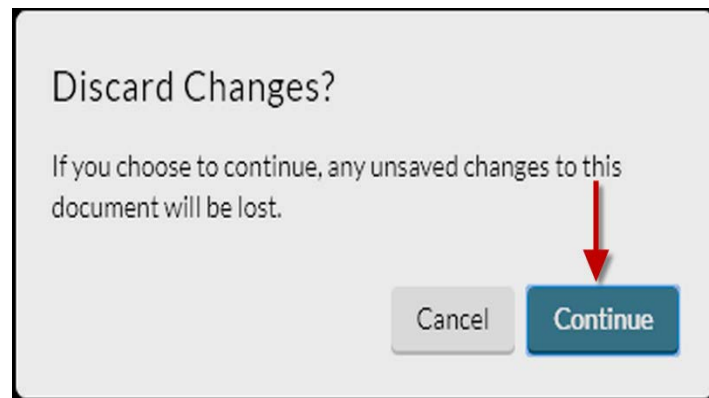 Discard Changes?
If you choose to continue, any unsaved changes to this
document will be lost.
Cancel Continue